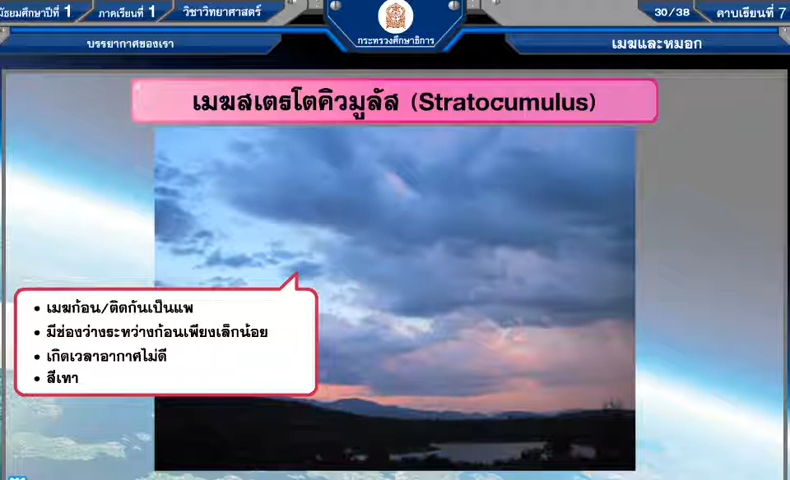 มัธยมศึกษาปีที่ 1 ภาคเรียนที่ 1 วิชาวิทยาศาสตร์ 30/38 คาบเรียนที่ 7
บรรยากาศของเรา กระทรวงศึกษาธิการ เมฆและหมอก
เมฆสเตรโตคิวมูลัส (Stratocumulus)
• เมฆก้อน/ติดกันเป็นแพ
• มีช่องว่างระหว่างก้อนเพียงเล็กน้อย
• เกิดเวลาอากาศไม่ดี
• สีเทา